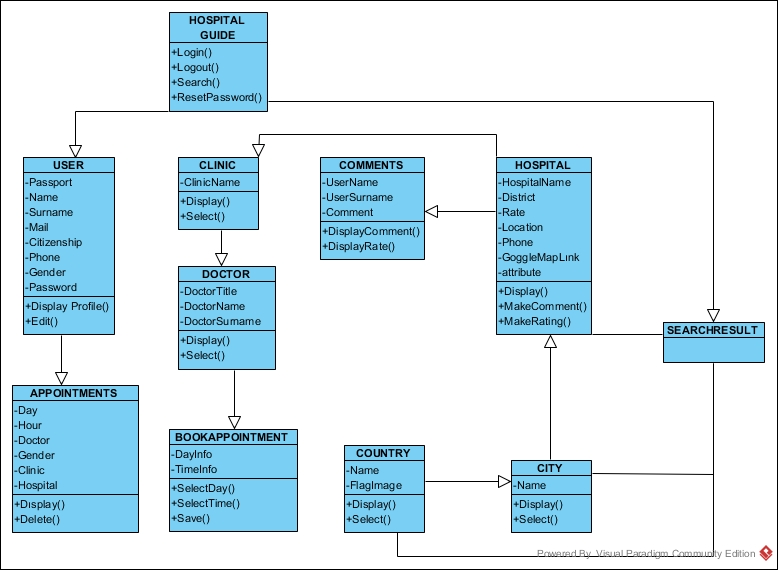 HOSPITAL
GUIDE
+Login()
+Logout()
+Search()
+ResetPassword()
USER
-Passport
-Name
-Surname
-Mail
-Citizenship
-Phone
-Gender
-Password
+Display Profile()
+Edit()
CLINIC
-ClinicName
+Display()
+Select()
COMMENTS
-UserName
-UserSurname
-Comment
+DisplayComment()
+DisplayRate()
HOSPITAL
-HospitalName
-District
-Rate
-Location
-Phone
-GoggleMapLınk
-attribute
+Display()
+MakeComment()
+MakeRating()
DOCTOR
-DoctorTitle
-DoctorName
-DoctorSurname
+Display()
+Select()
SEARCHRESULT
APPOINTMENTS
-Day
-Hour
-Doctor
-Gender
-Clinic
-Hospital
+Dısplay()
+Delete()
BOOKAPPOINTMENT
-DayInfo
-TimeInfo
+SelectDay()
+SelectTime()
+Save()
COUNTRY
-Name
-FlagImage
+Display()
+Select()
CITY
-Name
+Display()
+Select()
Powered By Visual Paradigm Community Edition